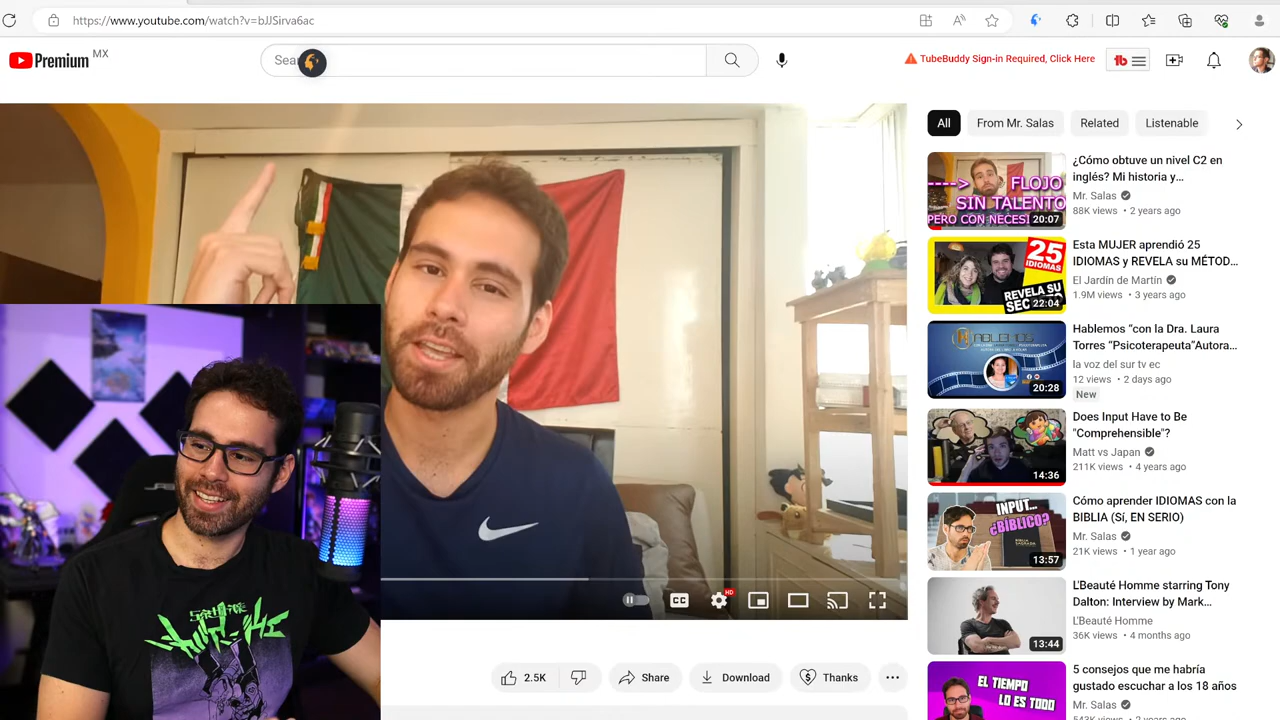 https://www.youtube.com/watch?v=bJJSirva6ac
Premium MX
Sea
TubeBuddy Sign-in Required, Click Here
tb
All
From Mr. Salas
Related
Listenable
----> FLOJO
SIN TALENTO
PERO CON NECESI
20:07
¿Cómo obtuve un nivel C2 en
inglés? Mi historia y...
Mr. Salas
88K views • 2 years ago
25
IDIOMAS
REVELA SU
SEC
22:04
Esta MUJER aprendió 25
IDIOMAS y REVELA su MÉTOD...
El Jardín de Martín
1.9M views • 3 years ago
20:28
Hablemos “con la Dra. Laura
Torres “Psicoterapeuta”Autora...
la voz del sur tv ec
12 views • 2 days ago
New
14:36
Does Input Have to Be
"Comprehensible"?
Matt vs Japan
211K views • 4 years ago
INPUT...
¿BÍBLICO?
13:57
Cómo aprender IDIOMAS con la
BIBLIA (Sí, EN SERIO)
Mr. Salas
21K views • 1 year ago
13:44
L'Beauté Homme starring Tony
Dalton: Interview by Mark...
L'Beauté Homme
36K views • 4 months ago
EL TIEMPO
LO ES TODO
5 consejos que me habría
gustado escuchar a los 18 años
Mr. Salas
CC
HD
2.5K
Share
Download
Thanks